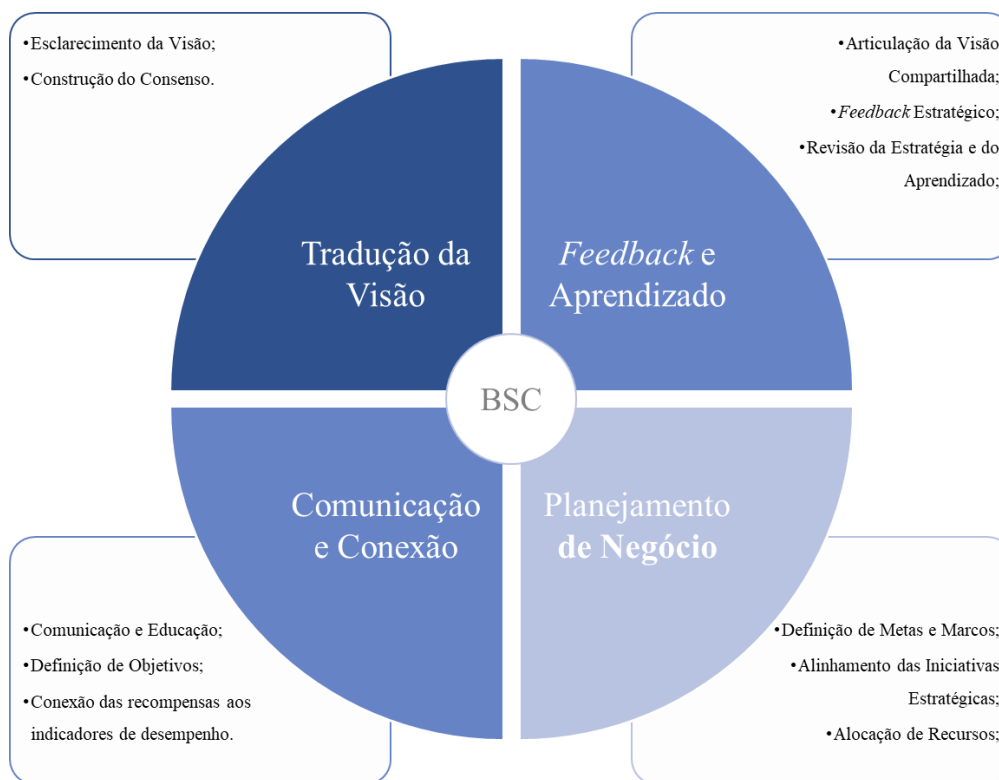 •Esclarecimento da Visão;
•Construção do Consenso.
•Articulação da Visão
Compartilhada;
•Feedback Estratégico;
•Revisão da Estratégia e do
Aprendizado;
Tradução da
Visão
Feedback e
Aprendizado
BSC
Comunicação
e Conexão
Planejamento
de Negócio
•Comunicação e Educação;
•Definição de Objetivos;
•Conexão das recompensas aos
indicadores de desempenho.
•Definição de Metas e Marcos;
•Alinhamento das Iniciativas
Estratégicas;
•Alocação de Recursos;